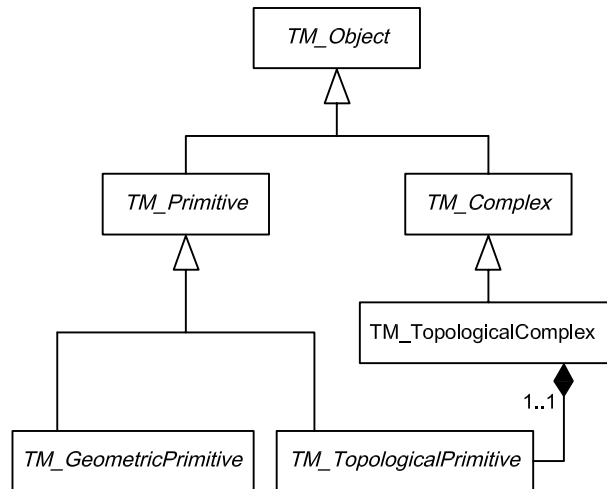 TM_Object
TM_Primitive
TM_Complex
TM_TopologicalComplex
1..1
TM_GeometricPrimitive
TM_TopologicalPrimitive